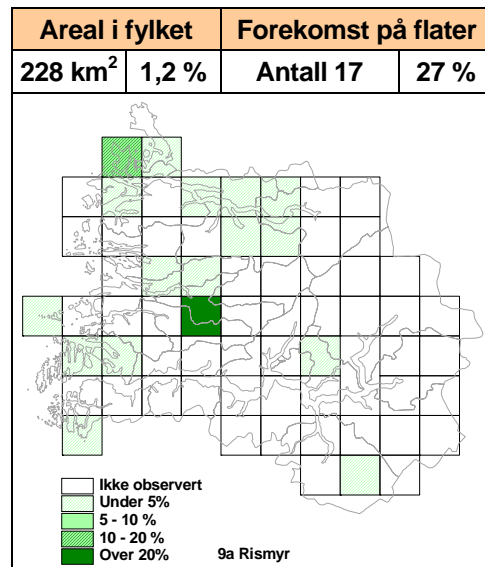 Areal i fylket Forekomst på flater
228 km² 1,2 % Antall 17 27 %
Ikke observert
Under 5%
5 - 10 %
10 - 20 %
Over 20% 9a Rismyr